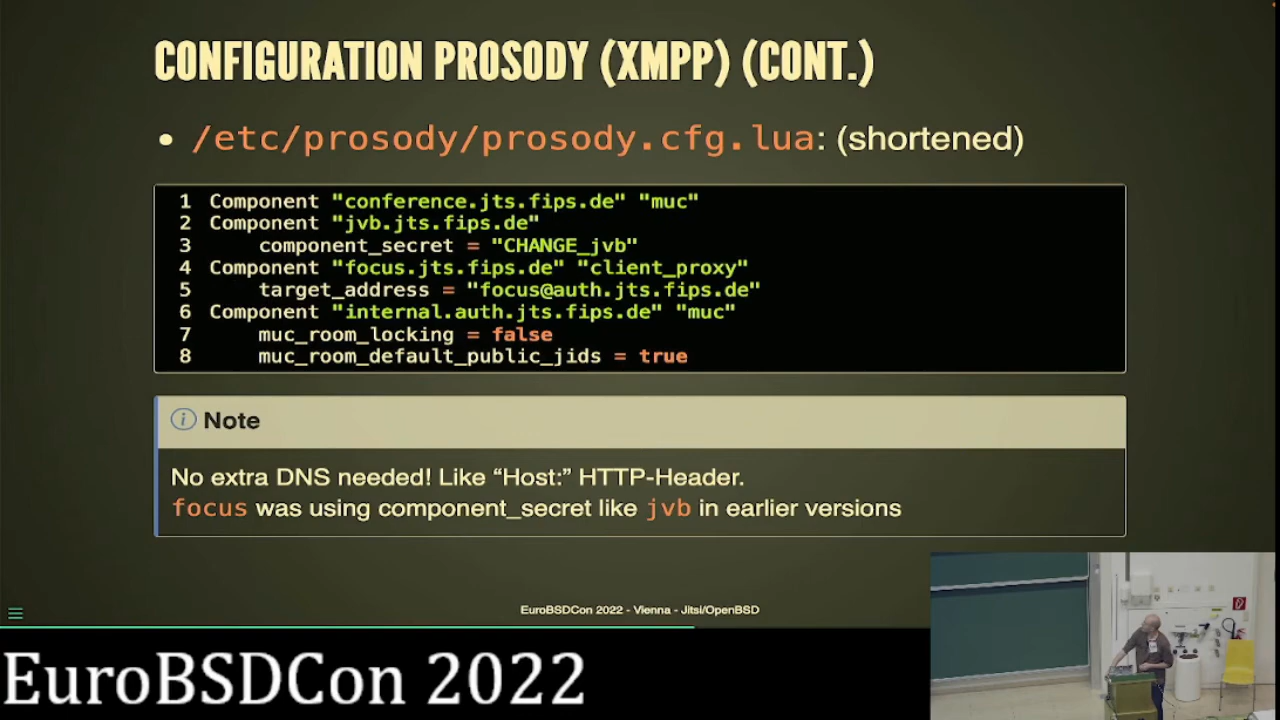 CONFIGURATION PROSODY (XMPP) (CONT.)
• /etc/prosody/prosody.cfg.lua: (shortened)
1 Component "conference.jts.fips.de" "muc"
2 Component "jvb.jts.fips.de"
3 component_secret = "CHANGE_jvb"
4 Component "focus.jts.fips.de" "client_proxy"
5 target_address = "focus@auth.jts.fips.de"
6 Component "internal.auth.jts.fips.de" "muc"
7 muc_room_locking = false
8 muc_room_default_public_jids = true
Note
No extra DNS needed! Like “Host:” HTTP-Header.
focus was using component_secret like jvb in earlier versions
EuroBSDCon 2022 - Vienna - Jitsi/OpenBSD
EuroBSDCon 2022